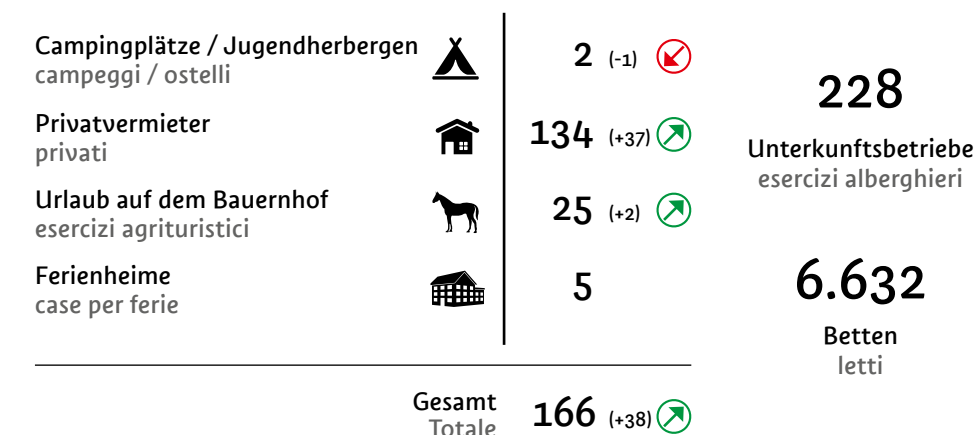 Campingplätze / Jugendherbergen
campeggi / ostelli
2 (-1)
Privatvermieter
privati
134 (+37)
Urlaub auf dem Bauernhof
esercizi agrituristici
25 (+2)
Ferienheime
case per ferie
5
Gesamt
Totale
166 (+38)
228
Unterkunftsbetriebe
esercizi alberghieri
6.632
Betten
letti